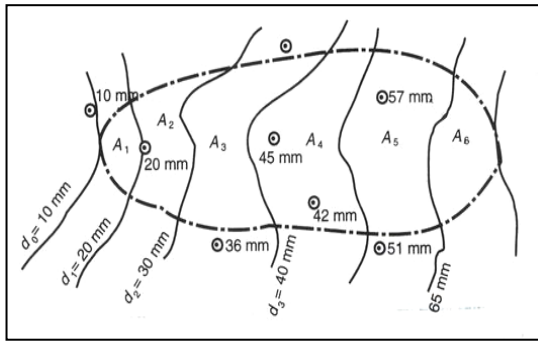 10 mm
57 mm
A₂
A₁
A₃
45 mm
A₄
A₅
A₆
20 mm
42 mm
36 mm
51 mm
d₀= 10 mm
d₁= 20 mm
d₂= 30 mm
d₃= 40 mm
65 mm